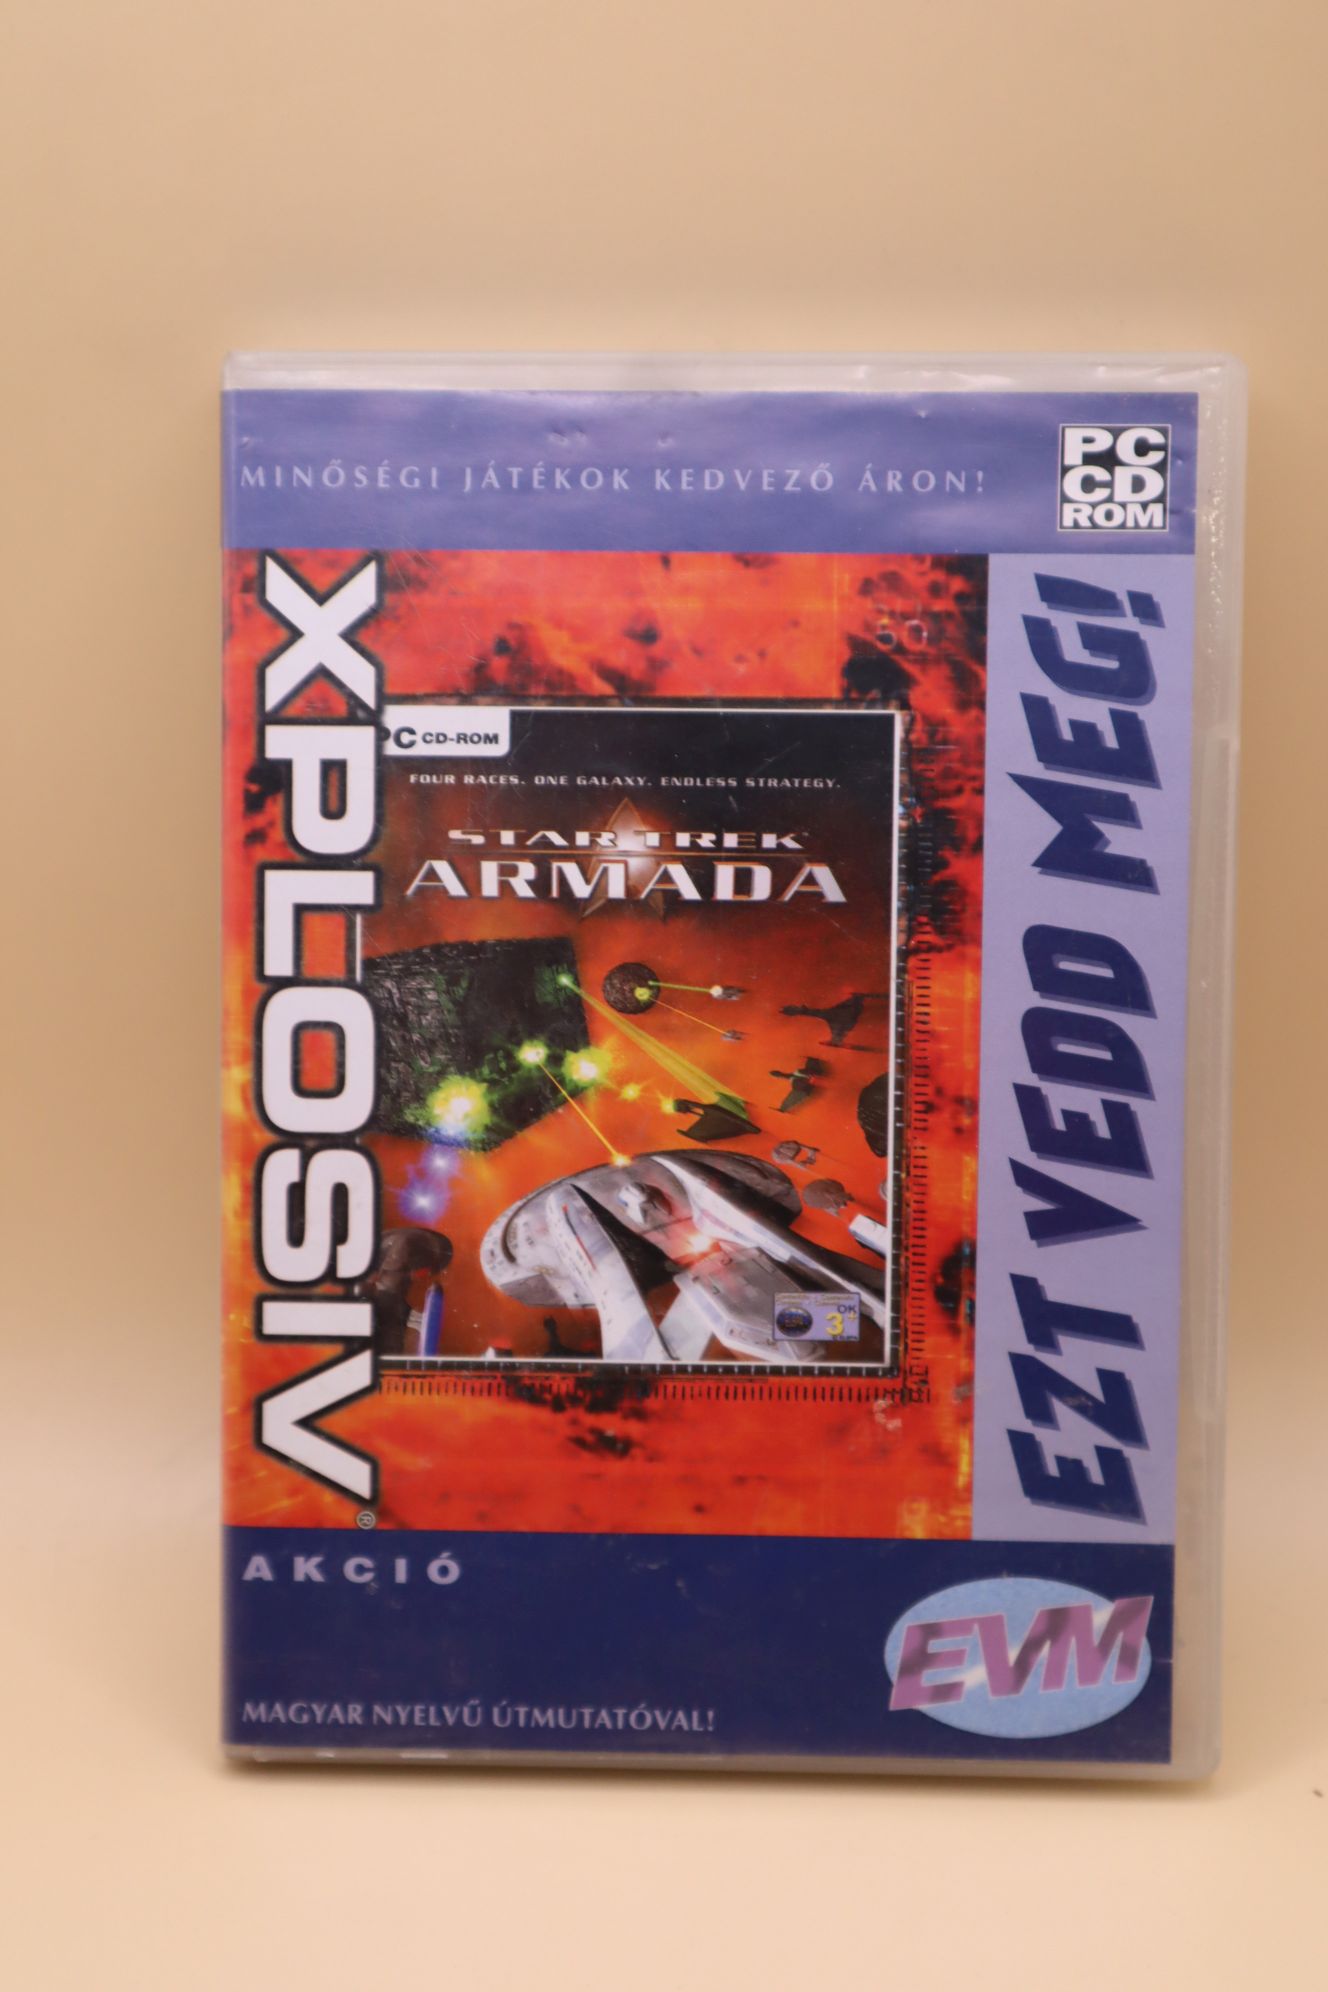 MINŐSÉGI JÁTÉKOK KEDVEZŐ ÁRON!
PC
CD
ROM
XPLOSIV®
PC CD-ROM
FOUR RACES. ONE GALAXY. ENDLESS STRATEGY.
STAR TREK
ARMADA
OK
3+
EZT VEDD MEG!
AKCIÓ
EVM
MAGYAR NYELVŰ ÚTMUTATÓVAL!